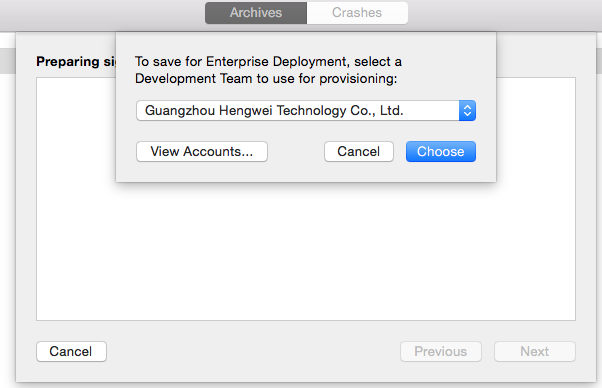 Archives
Crashes
Preparing si
To save for Enterprise Deployment, select a
Development Team to use for provisioning:
Guangzhou Hengwei Technology Co., Ltd.
View Accounts...
Cancel
Choose
Cancel
Previous
Next